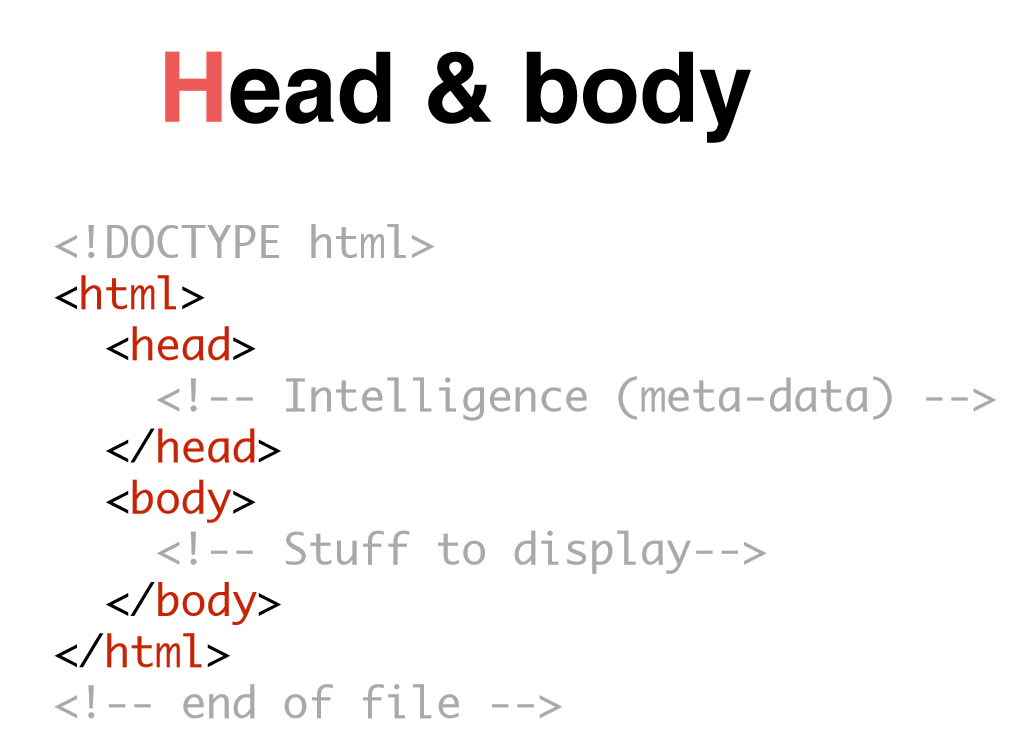 Head & body
<!DOCTYPE html>
<html>
<head>
<!-- Intelligence (meta-data) -->
</head>
<body>
<!-- Stuff to display-->
</body>
</html>
<!-- end of file -->